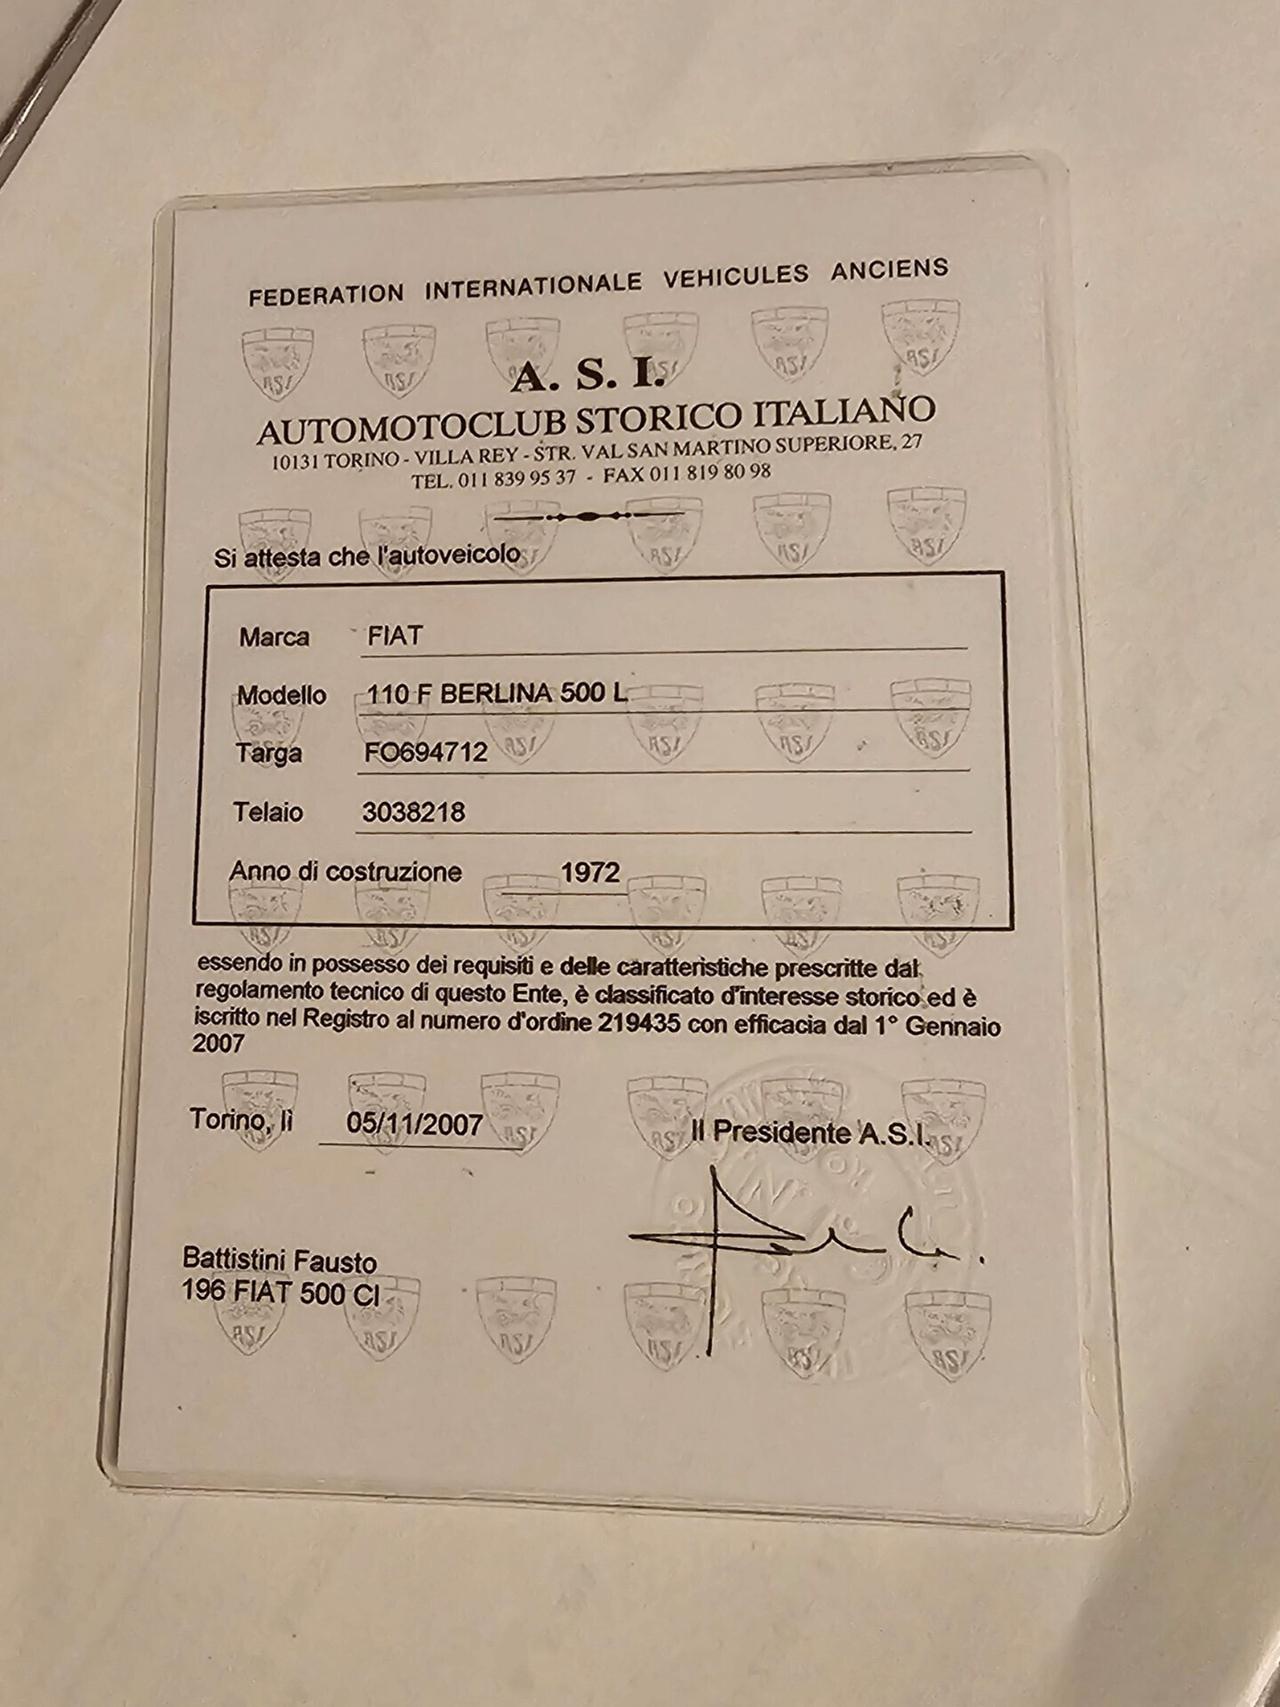 FEDERATION INTERNATIONALE VEHICULES ANCIENS
A. S. I.
AUTOMOTOCLUB STORICO ITALIANO
10131 TORINO - VILLA REY - STR. VAL SAN MARTINO SUPERIORE, 27
TEL. 011 839 95 37 - FAX 011 819 80 98
Si attesta che l'autoveicolo
Marca FIAT
Modello 110 F BERLINA 500 L
Targa FO694712
Telaio 3038218
Anno di costruzione 1972
essendo in possesso dei requisiti e delle caratteristiche prescritte dal
regolamento tecnico di questo Ente, è classificato d'interesse storico ed è
iscritto nel Registro al numero d'ordine 219435 con efficacia dal 1° Gennaio
2007
Torino, lì 05/11/2007
Il Presidente A.S.I.
Battistini Fausto
196 FIAT 500 CI